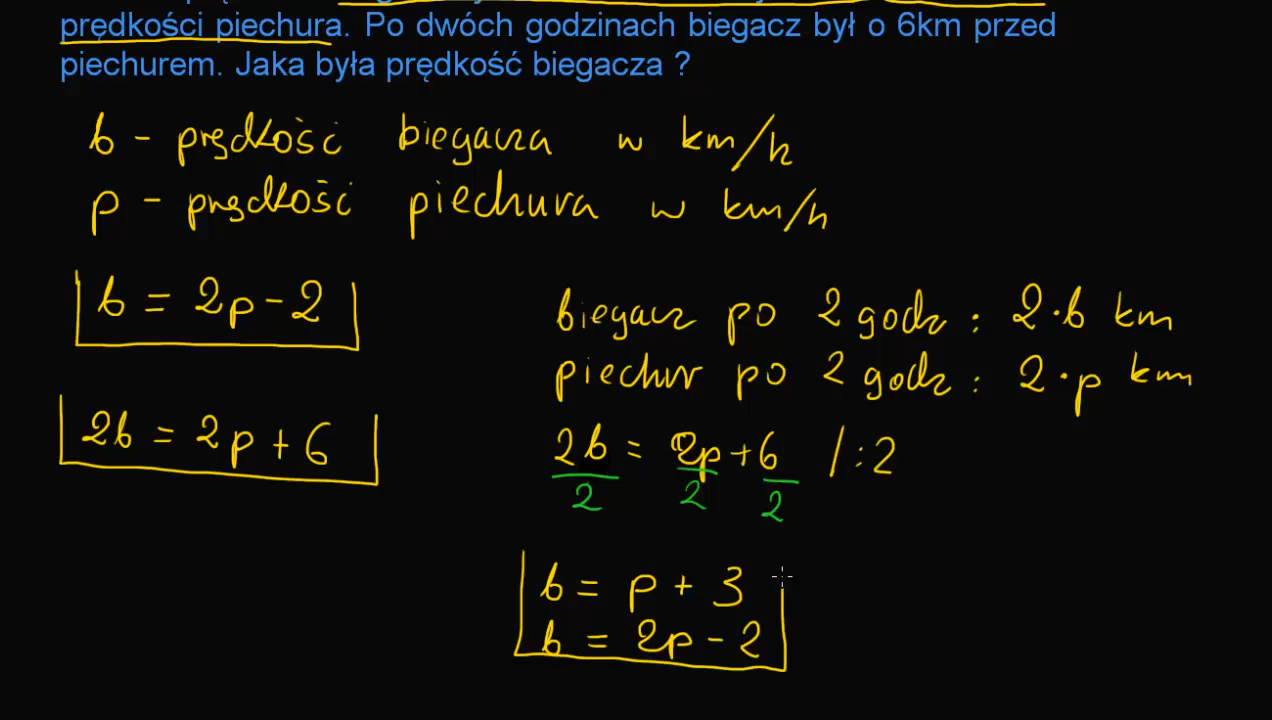 prędkości piechura. Po dwóch godzinach biegacz był o 6km przed
piechurem. Jaka była prędkość biegacza ?
b - prędkość biegacza w km/h
p - prędkość piechura w km/h
b = 2p - 2
biegacz po 2 godz : 2·b km
piechur po 2 godz : 2·p km
2b = 2p + 6
2b = 2p + 6 / :2
2 2 2
b = p + 3
b = 2p - 2